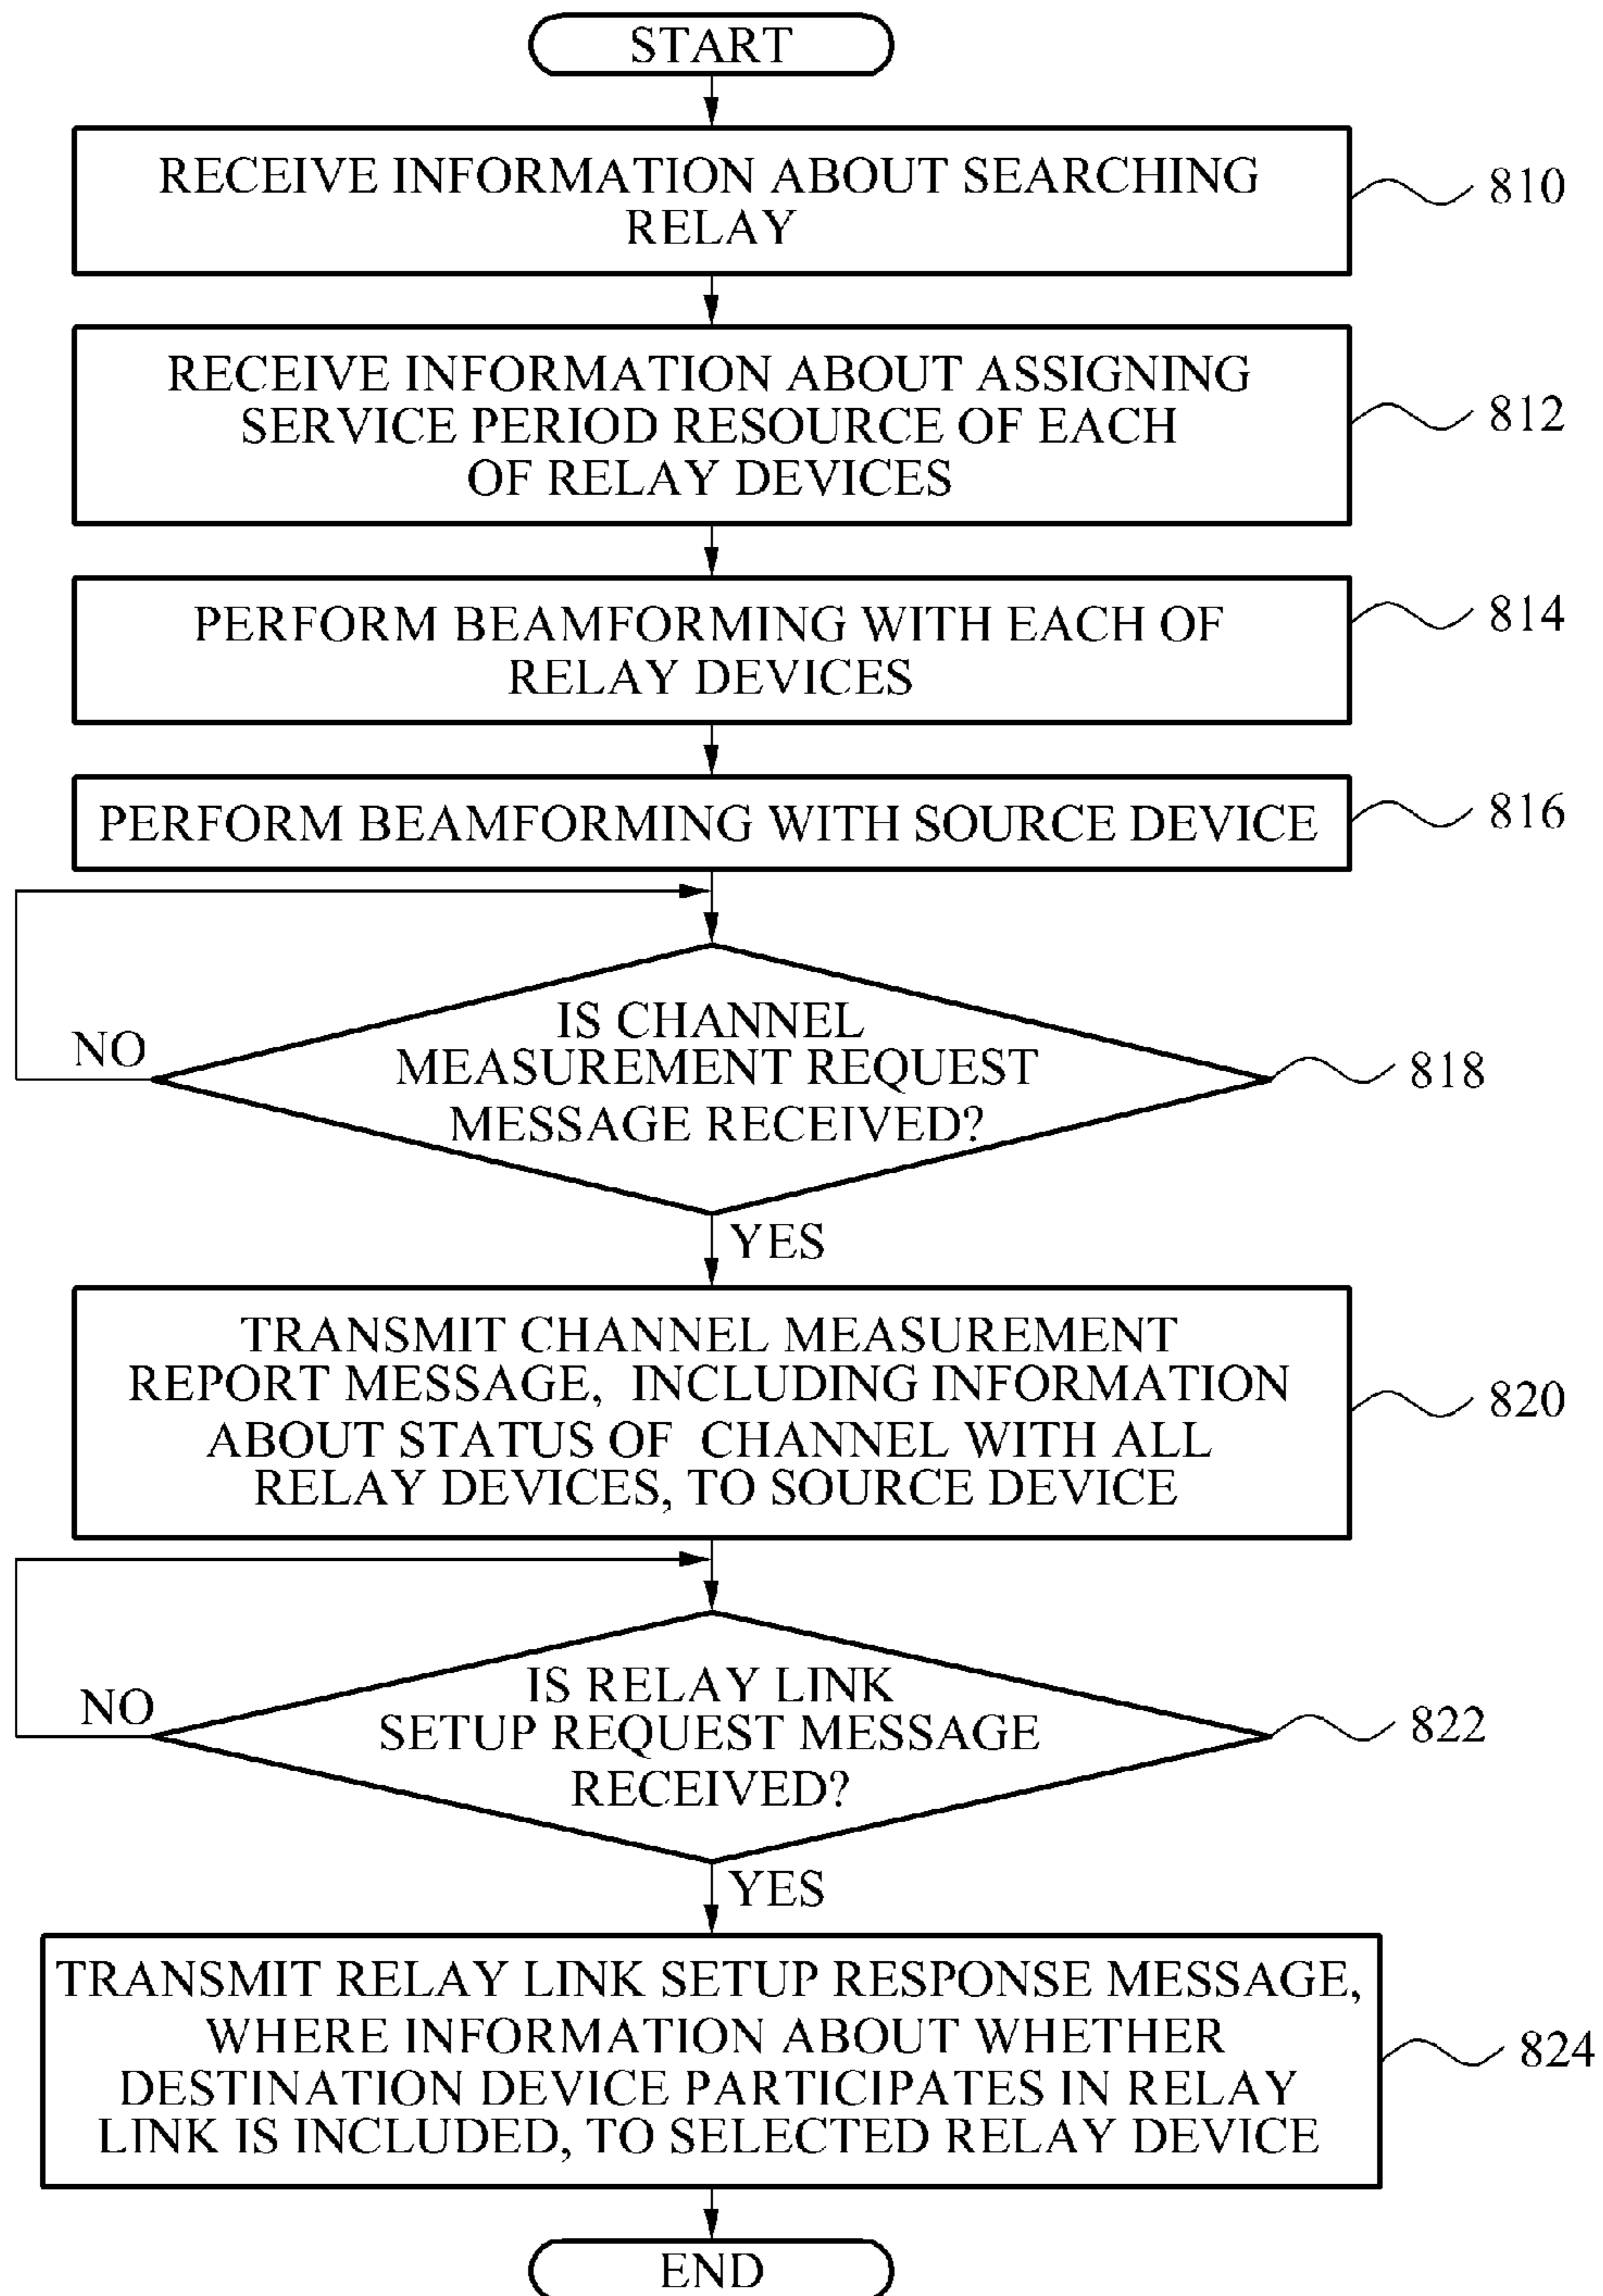 START
RECEIVE INFORMATION ABOUT SEARCHING
RELAY
810
RECEIVE INFORMATION ABOUT ASSIGNING
SERVICE PERIOD RESOURCE OF EACH
OF RELAY DEVICES
812
PERFORM BEAMFORMING WITH EACH OF
RELAY DEVICES
814
PERFORM BEAMFORMING WITH SOURCE DEVICE
816
IS CHANNEL
MEASUREMENT REQUEST
MESSAGE RECEIVED?
818
NO
YES
TRANSMIT CHANNEL MEASUREMENT
REPORT MESSAGE, INCLUDING INFORMATION
ABOUT STATUS OF CHANNEL WITH ALL
RELAY DEVICES, TO SOURCE DEVICE
820
IS RELAY LINK
SETUP REQUEST MESSAGE
RECEIVED?
822
NO
YES
TRANSMIT RELAY LINK SETUP RESPONSE MESSAGE,
WHERE INFORMATION ABOUT WHETHER
DESTINATION DEVICE PARTICIPATES IN RELAY
LINK IS INCLUDED, TO SELECTED RELAY DEVICE
824
END